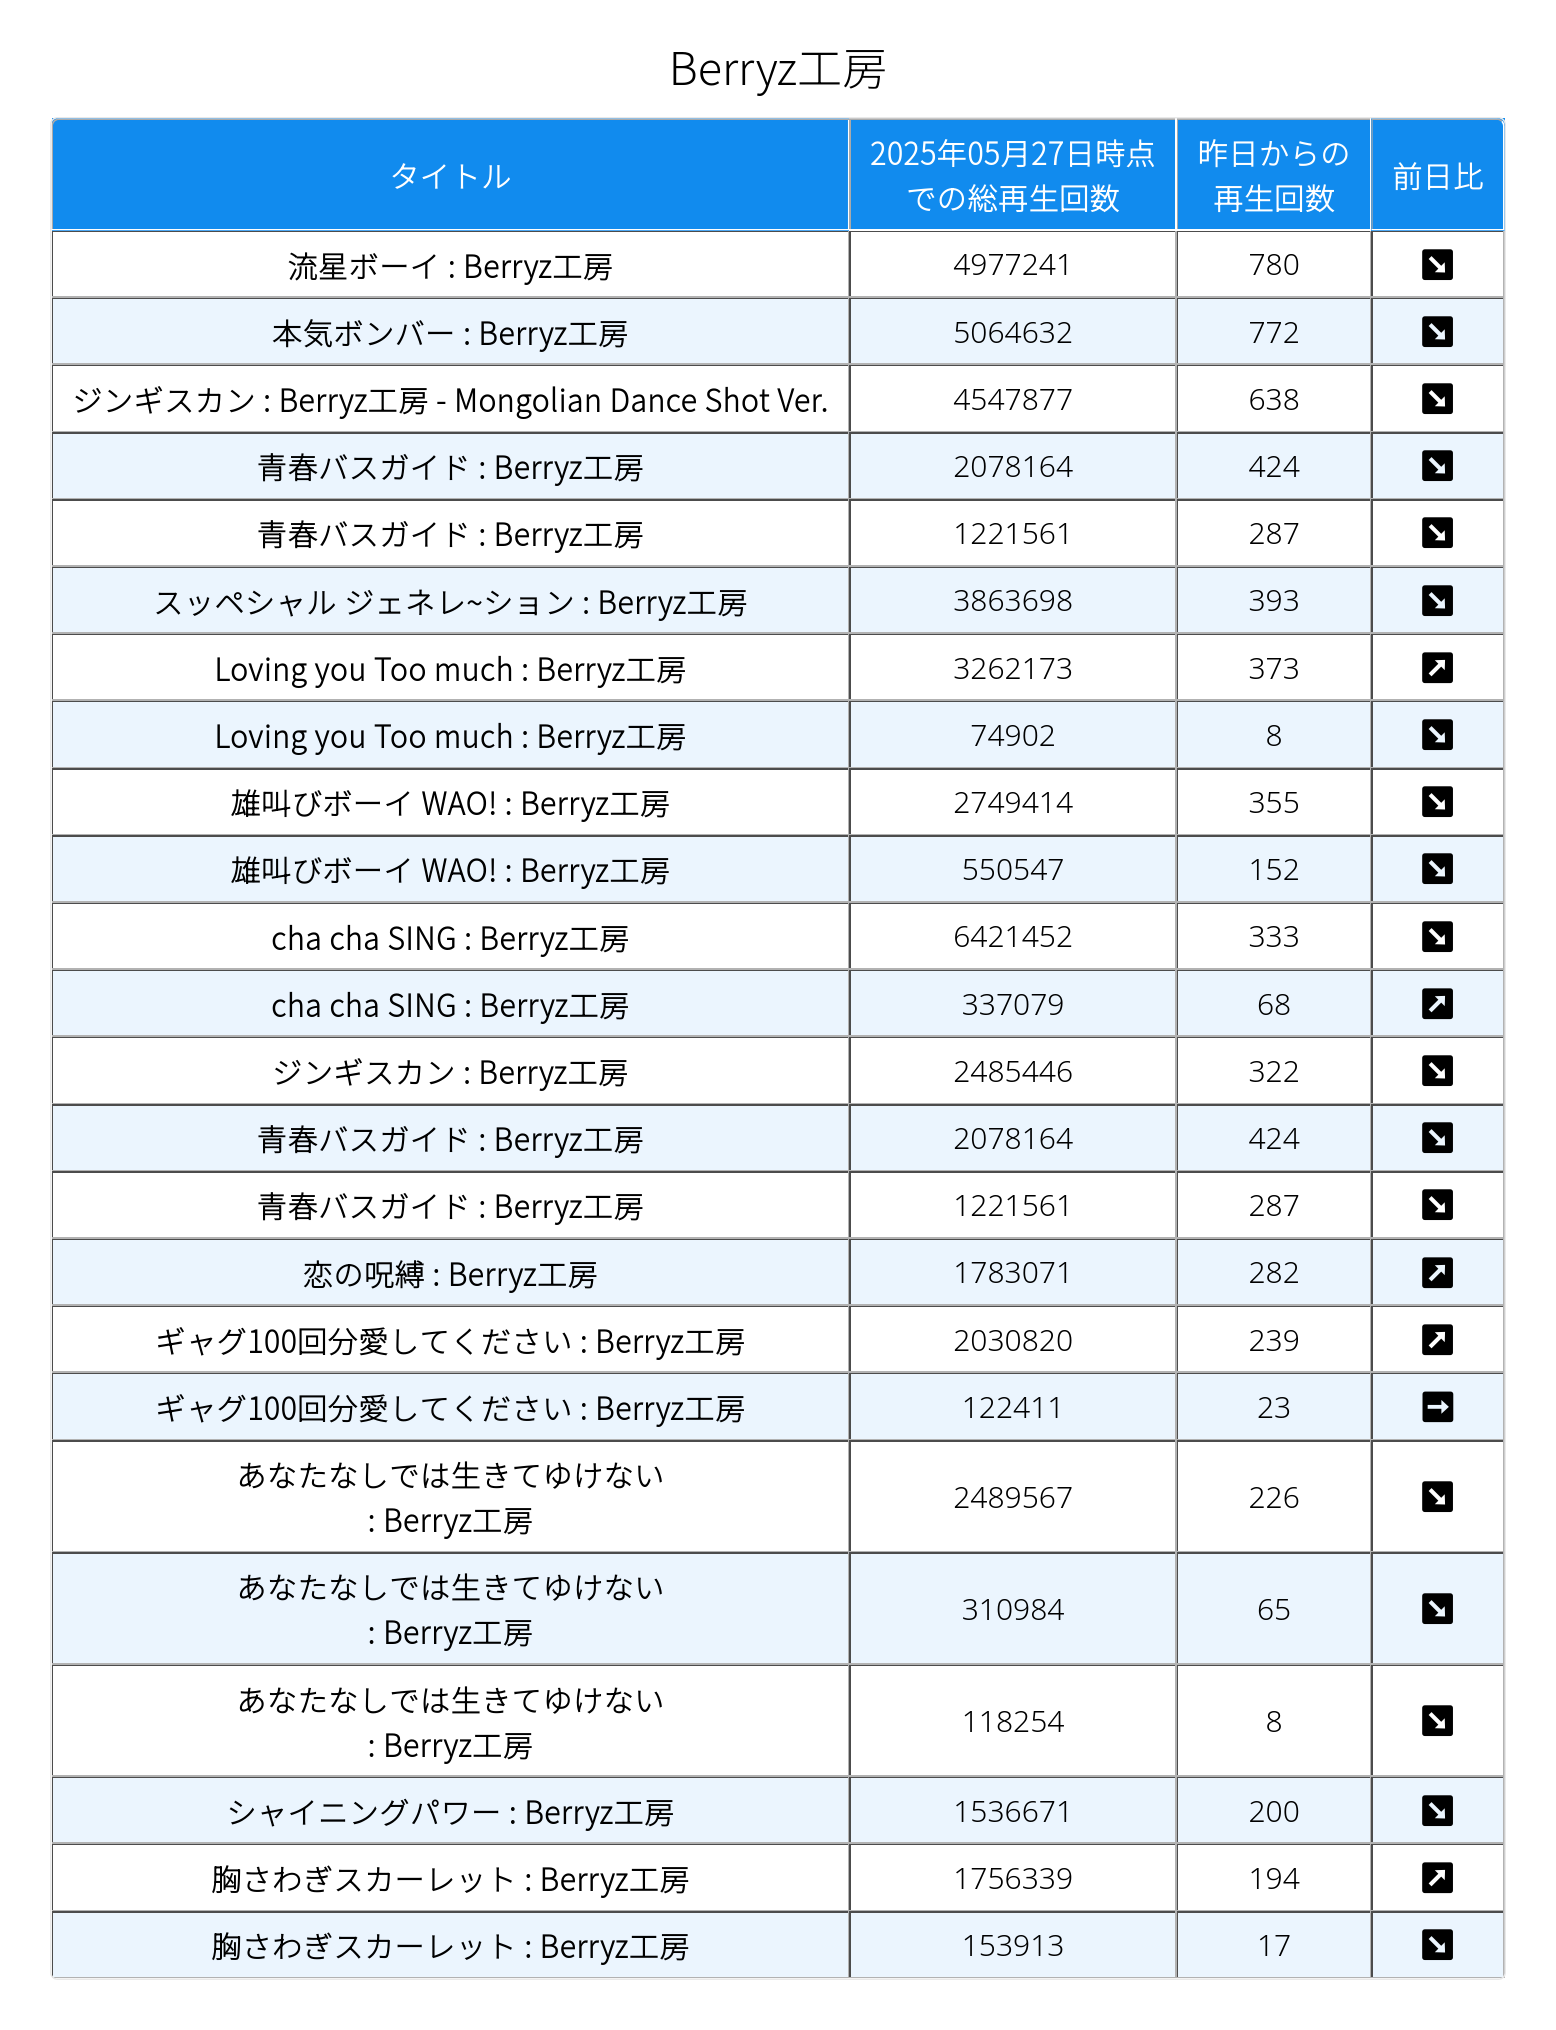 Berryz工房
タイトル 2025年05月27日時点 昨日からの 前日比
での総再生回数 再生回数
流星ボーイ : Berryz工房 4977241 780 ↘
本気ボンバー : Berryz工房 5064632 772 ↘
ジンギスカン : Berryz工房 - Mongolian Dance Shot Ver. 4547877 638 ↘
青春バスガイド : Berryz工房 2078164 424 ↘
青春バスガイド : Berryz工房 1221561 287 ↘
スッペシャル ジェネレ~ション : Berryz工房 3863698 393 ↘
Loving you Too much : Berryz工房 3262173 373 ↗
Loving you Too much : Berryz工房 74902 8 ↘
雄叫びボーイ WAO! : Berryz工房 2749414 355 ↘
雄叫びボーイ WAO! : Berryz工房 550547 152 ↘
cha cha SING : Berryz工房 6421452 333 ↘
cha cha SING : Berryz工房 337079 68 ↗
ジンギスカン : Berryz工房 2485446 322 ↘
青春バスガイド : Berryz工房 2078164 424 ↘
青春バスガイド : Berryz工房 1221561 287 ↘
恋の呪縛 : Berryz工房 1783071 282 ↗
ギャグ100回分愛してください : Berryz工房 2030820 239 ↗
ギャグ100回分愛してください : Berryz工房 122411 23 →
あなたなしでは生きてゆけない
: Berryz工房 2489567 226 ↘
あなたなしでは生きてゆけない
: Berryz工房 310984 65 ↘
あなたなしでは生きてゆけない
: Berryz工房 118254 8 ↘
シャイニングパワー : Berryz工房 1536671 200 ↘
胸さわぎスカーレット : Berryz工房 1756339 194 ↗
胸さわぎスカーレット : Berryz工房 153913 17 ↘